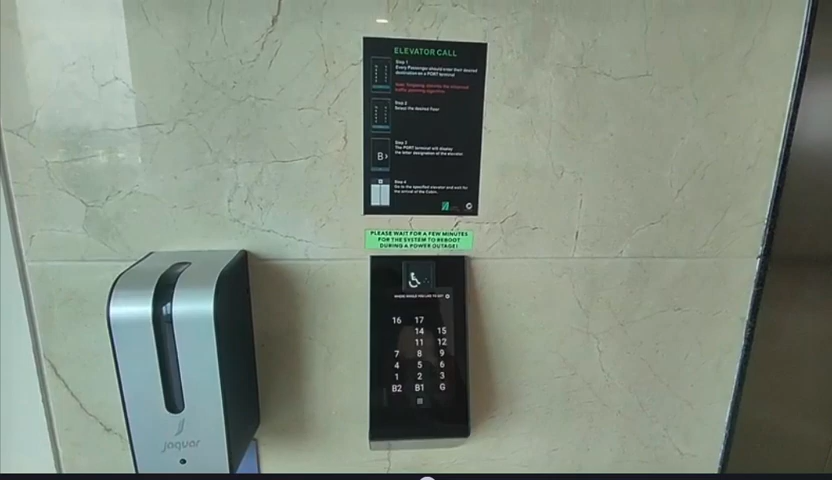 ELEVATOR CALL
Step 1
Every Passenger should enter their desired
destination on a PORT terminal
Step 2
Select the desired floor
B>
Step 3
The PORT terminal will display
the letter designation of the elevator
Step 4
Go to the specified elevator and wait for
the arrival of the Cabin.
PLEASE WAIT FOR A FEW MINUTES
FOR THE SYSTEM TO REBOOT
DURING A POWER OUTAGE!
WHERE WOULD YOU LIKE TO GO?
16 17
14 15
11 12
7 8 9
4 5 6
1 2 3
B2 B1 G
jaquar